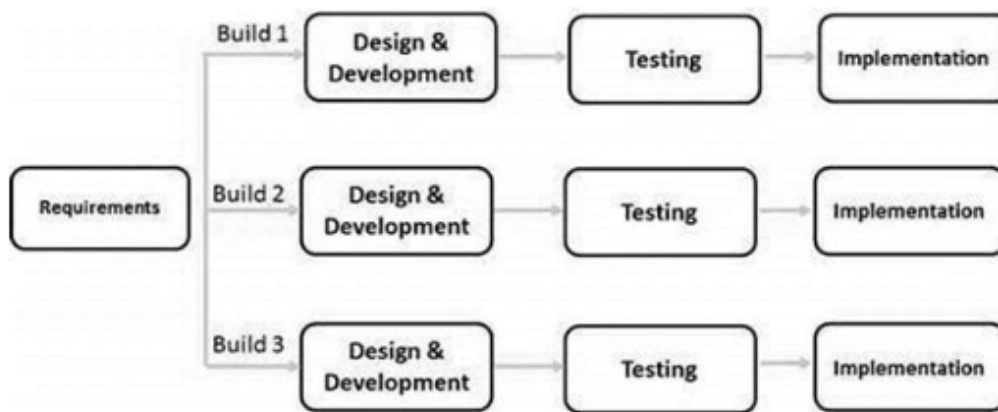 Build 1
Design &
Development
Testing
Implementation
Requirements
Build 2
Design &
Development
Testing
Implementation
Build 3
Design &
Development
Testing
Implementation